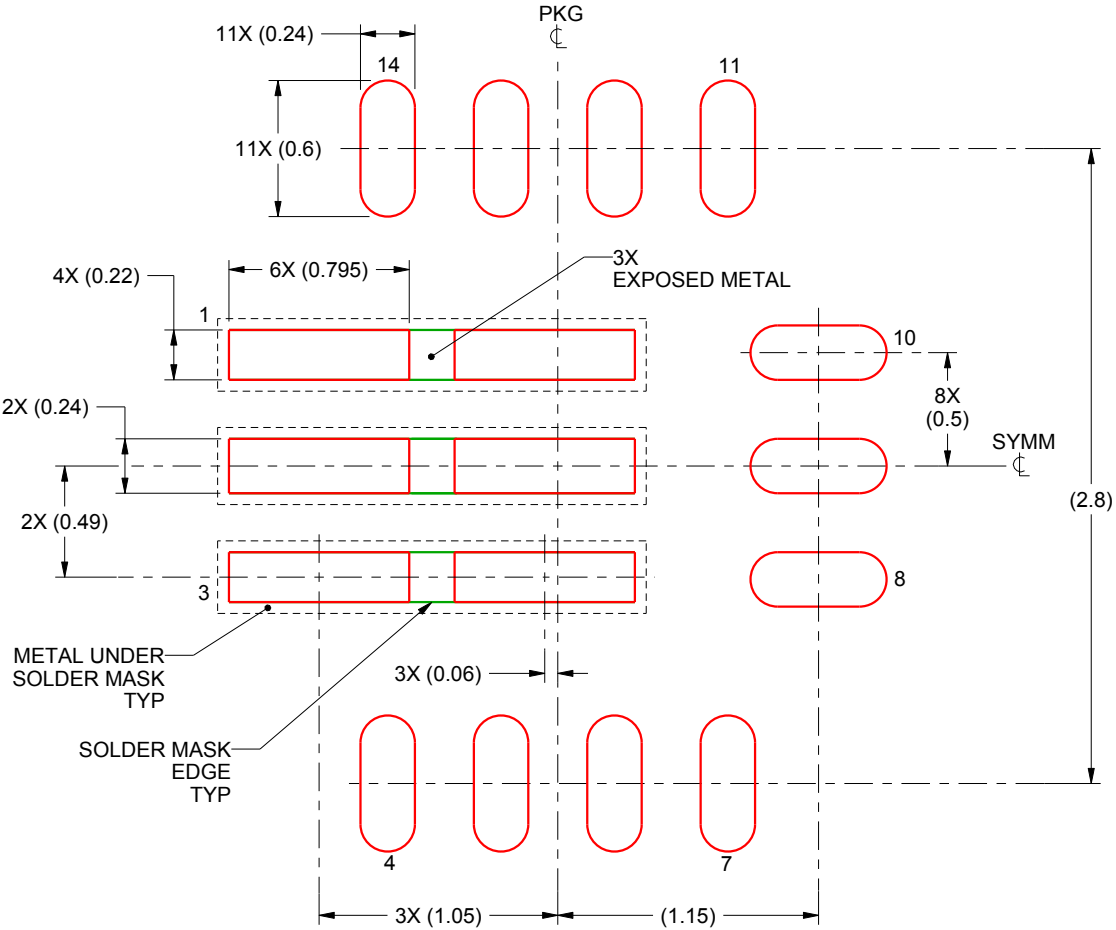 PKG
℄
11X (0.24)
14
11
11X (0.6)
3X
EXPOSED METAL
4X (0.22)
6X (0.795)
1
10
8X
(0.5)
2X (0.24)
SYMM
℄
(2.8)
2X (0.49)
3
8
METAL UNDER
SOLDER MASK
TYP
3X (0.06)
SOLDER MASK
EDGE
TYP
4
7
3X (1.05)
(1.15)